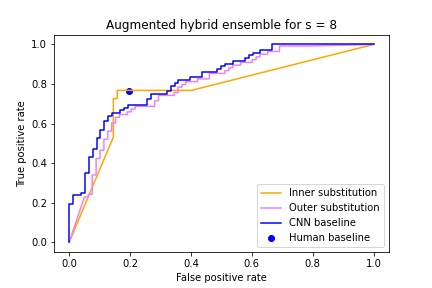 Augmented hybrid ensemble for s = 8
True positive rate
1.0
0.8
0.6
0.4
0.2
0.0
0.0 0.2 0.4 0.6 0.8 1.0
False positive rate
Inner substitution
Outer substitution
CNN baseline
Human baseline